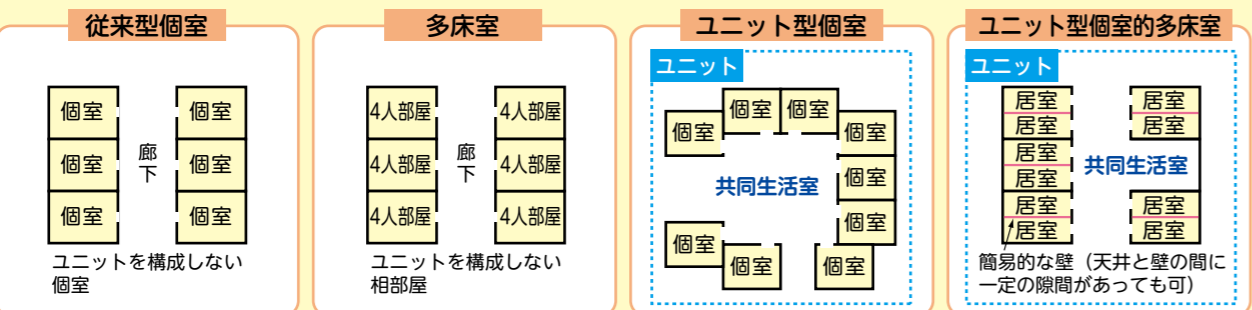 従来型個室
個室
個室
個室
廊下
個室
個室
個室
ユニットを構成しない
個室
多床室
4人部屋
4人部屋
4人部屋
廊下
4人部屋
4人部屋
4人部屋
ユニットを構成しない
相部屋
ユニット型個室
ユニット
個室
個室
個室
個室
個室
個室
共同生活室
個室
個室
個室
ユニット型個室的多床室
ユニット
居室
居室
居室
居室
居室
居室
共同生活室
居室
居室
居室
居室
簡易的な壁（天井と壁の間に
一定の隙間があっても可）